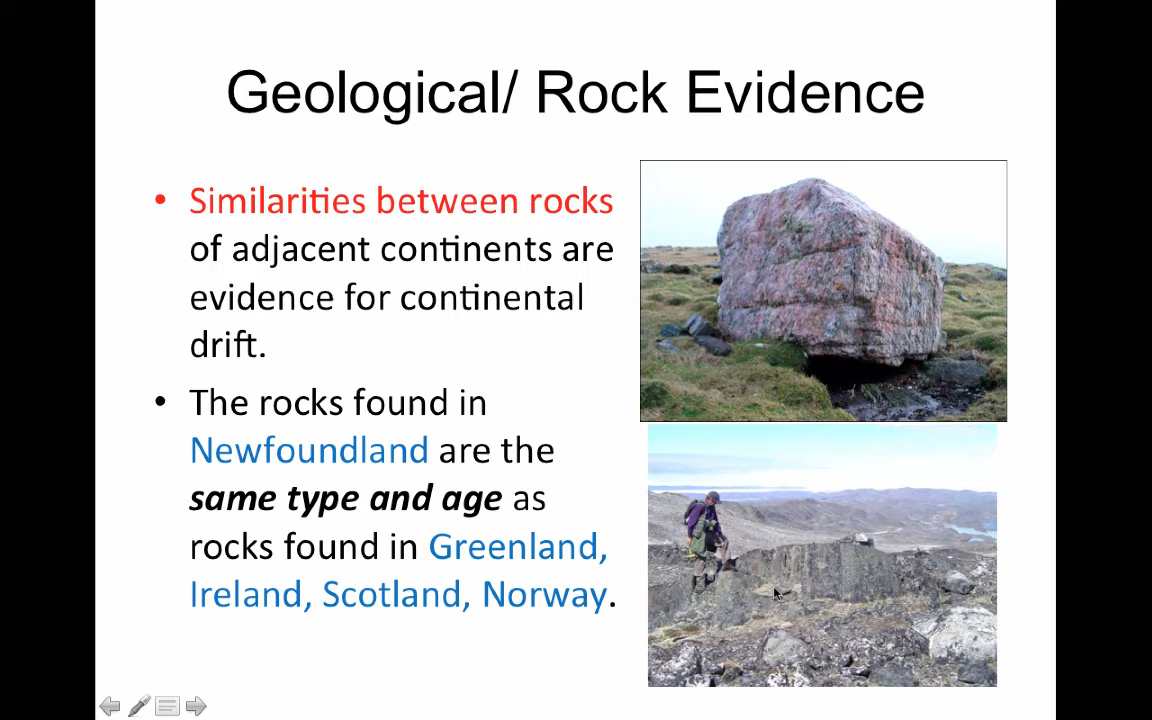 Geological/ Rock Evidence
• Similarities between rocks
of adjacent continents are
evidence for continental
drift.
• The rocks found in
Newfoundland are the
same type and age as
rocks found in Greenland,
Ireland, Scotland, Norway.